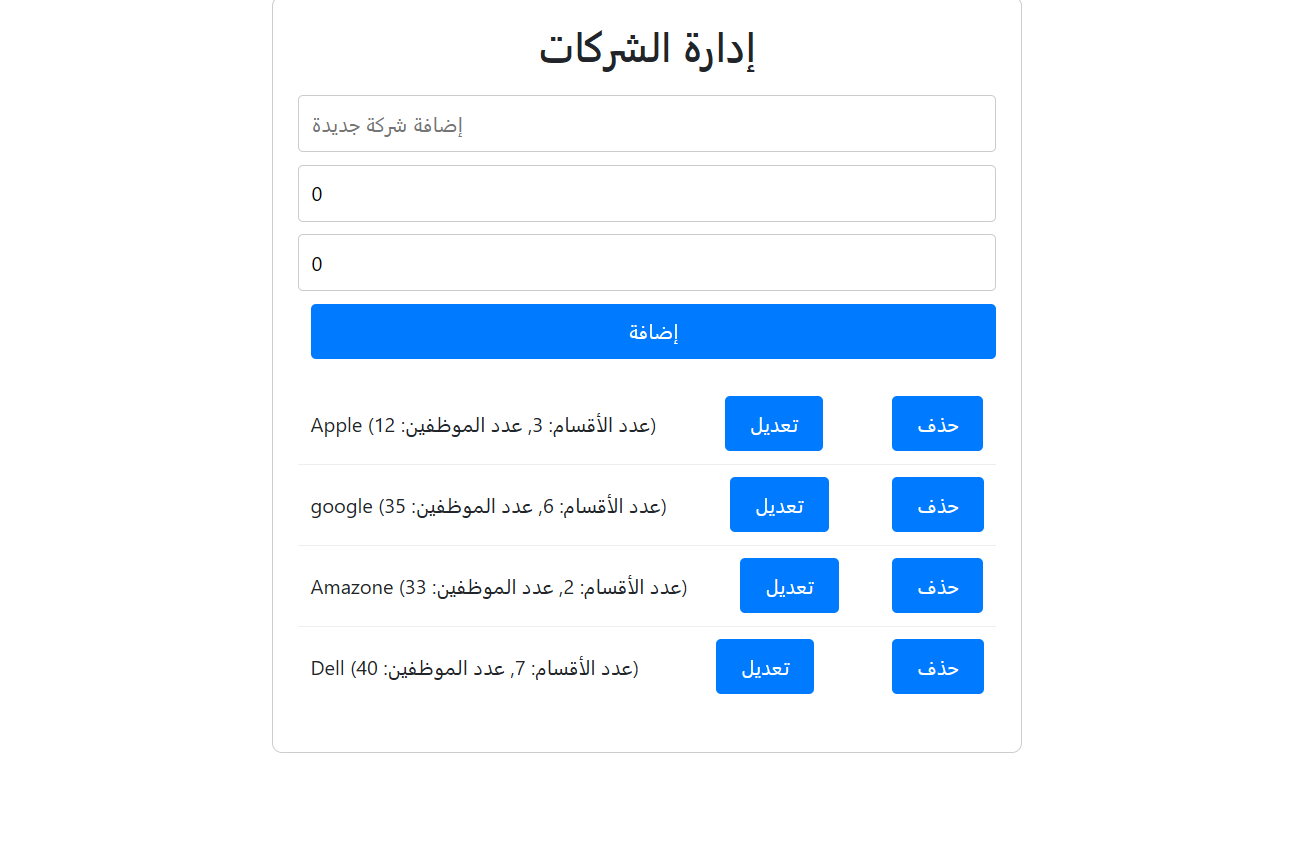 إدارة الشركات
إضافة شركة جديدة
0
0
إضافة
Apple (عدد الأقسام: 3, عدد الموظفين: 12) تعديل حذف
google (عدد الأقسام: 6, عدد الموظفين: 35) تعديل حذف
Amazone (عدد الأقسام: 2, عدد الموظفين: 33) تعديل حذف
Dell (عدد الأقسام: 7, عدد الموظفين: 40) تعديل حذف